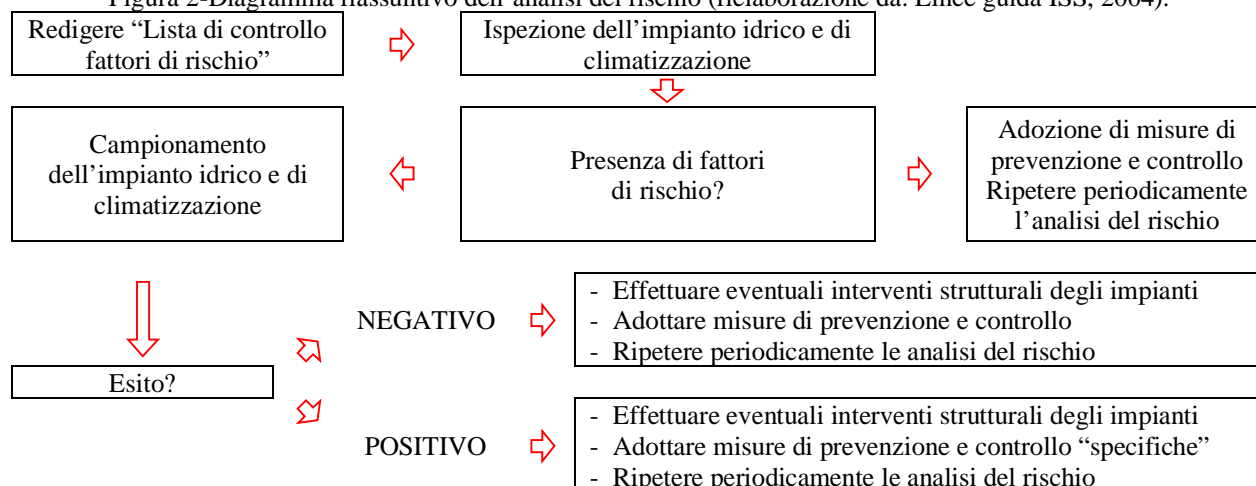 Figura 2-Diagramma riassuntivo dell’analisi del rischio (rielaborazione da: Linee guida ISS, 2004).
Redigere “Lista di controllo
fattori di rischio”
Ispezione dell’impianto idrico e di
climatizzazione
Campionamento
dell’impianto idrico e di
climatizzazione
Presenza di fattori
di rischio?
Adozione di misure di
prevenzione e controllo
Ripetere periodicamente
l’analisi del rischio
Esito?
NEGATIVO
- Effettuare eventuali interventi strutturali degli impianti
- Adottare misure di prevenzione e controllo
- Ripetere periodicamente le analisi del rischio
POSITIVO
- Effettuare eventuali interventi strutturali degli impianti
- Adottare misure di prevenzione e controllo “specifiche”
- Ripetere periodicamente le analisi del rischio